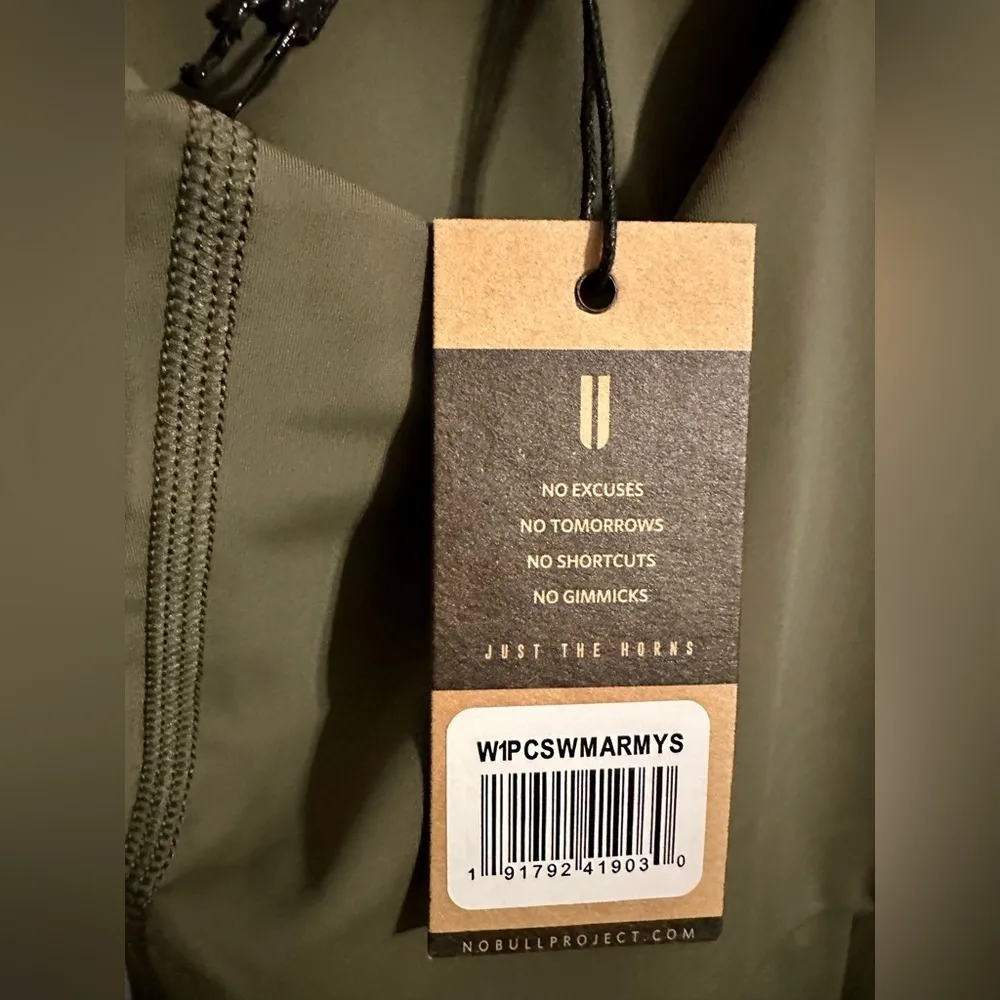 NO EXCUSES
NO TOMORROWS
NO SHORTCUTS
NO GIMMICKS
JUST THE HORNS
W1PCSWMARMYS
1 91792 41903 0
NOBULLPROJECT.COM